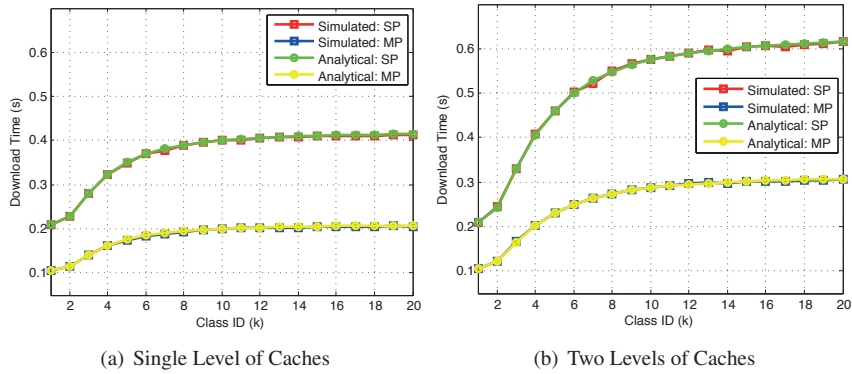 Simulated: SP
Simulated: MP
Analytical: SP
Analytical: MP
0.6
0.5
0.4
0.3
0.2
0.1
Download Time (s)
2 4 6 8 10 12 14 16 18 20
Class ID (k)
(a) Single Level of Caches
Simulated: SP
Simulated: MP
Analytical: SP
Analytical: MP
0.6
0.5
0.4
0.3
0.2
0.1
Download Time (s)
2 4 6 8 10 12 14 16 18 20
Class ID (k)
(b) Two Levels of Caches